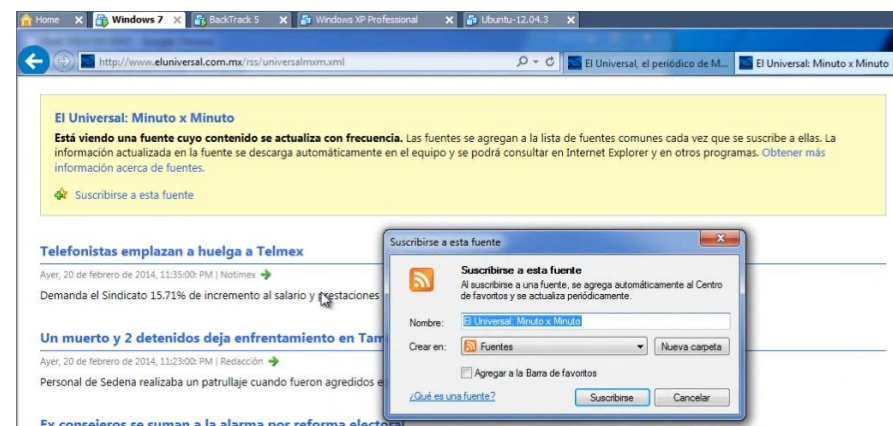 Home
Windows 7
BackTrack 5
Windows XP Professional
Ubuntu-12.04.3
http://www.eluniversal.com.mx/rss/universalmxm.xml
El Universal, el periódico de M...
El Universal: Minuto x Minuto
El Universal: Minuto x Minuto
Está viendo una fuente cuyo contenido se actualiza con frecuencia. Las fuentes se agregan a la lista de fuentes comunes cada vez que se suscribe a ellas. La
información actualizada en la fuente se descarga automáticamente en el equipo y se podrá consultar en Internet Explorer y en otros programas. Obtener más
información acerca de fuentes.
Suscribirse a esta fuente
Telefonistas emplazan a huelga a Telmex
Ayer, 20 de febrero de 2014, 11:35:00 PM | Notimex
Demanda el Sindicato 15.71% de incremento al salario y prestaciones
Un muerto y 2 detenidos deja enfrentamiento en Tam
Ayer, 20 de febrero de 2014, 11:23:00 PM | Redacción
Personal de Sedena realizaba un patrullaje cuando fueron agredidos e
Ex consejeros se suman a la alarma por reforma electoral
Suscribirse a esta fuente
Suscribirse a esta fuente
Al suscribirse a una fuente, se agrega automáticamente al Centro
de favoritos y se actualiza periódicamente.
Nombre:
El Universal: Minuto x Minuto
Crear en:
Fuentes
Nueva carpeta
Agregar a la Barra de favoritos
¿Qué es una fuente?
Suscribirse
Cancelar